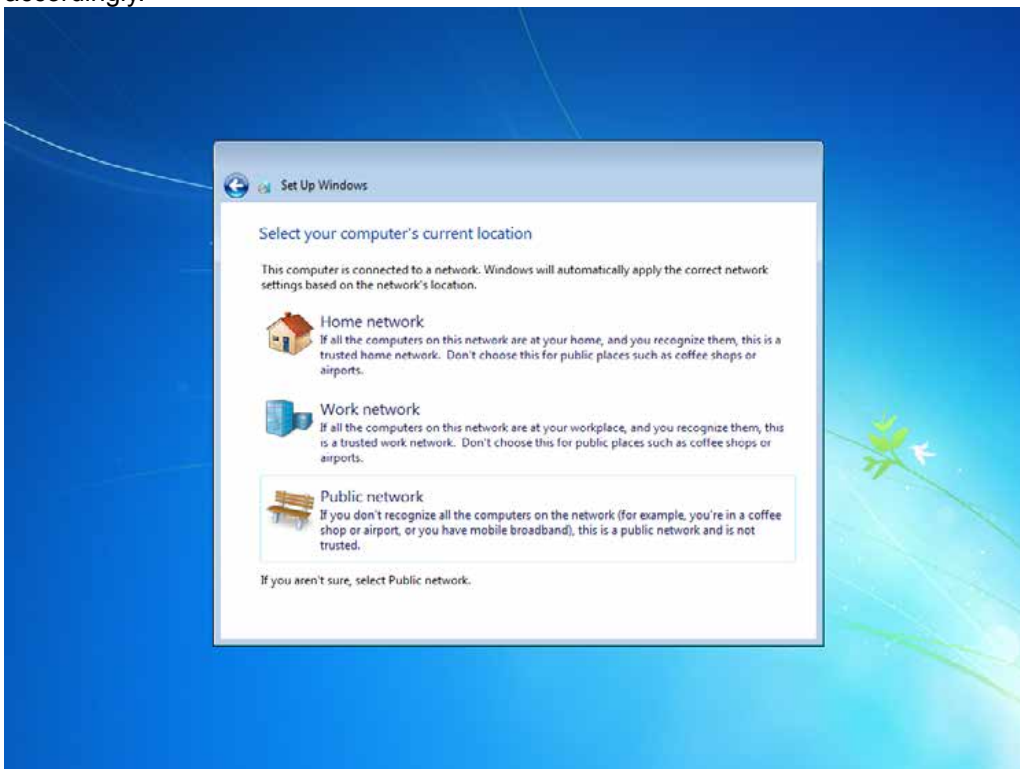 accordingly.
Set Up Windows
Select your computer's current location
This computer is connected to a network. Windows will automatically apply the correct network
settings based on the network's location.
Home network
If all the computers on this network are at your home, and you recognize them, this is a
trusted home network. Don't choose this for public places such as coffee shops or
airports.
Work network
If all the computers on this network are at your workplace, and you recognize them, this
is a trusted work network. Don't choose this for public places such as coffee shops or
airports.
Public network
If you don't recognize all the computers on the network (for example, you're in a coffee
shop or airport, or you have mobile broadband), this is a public network and is not
trusted.
If you aren't sure, select Public network.